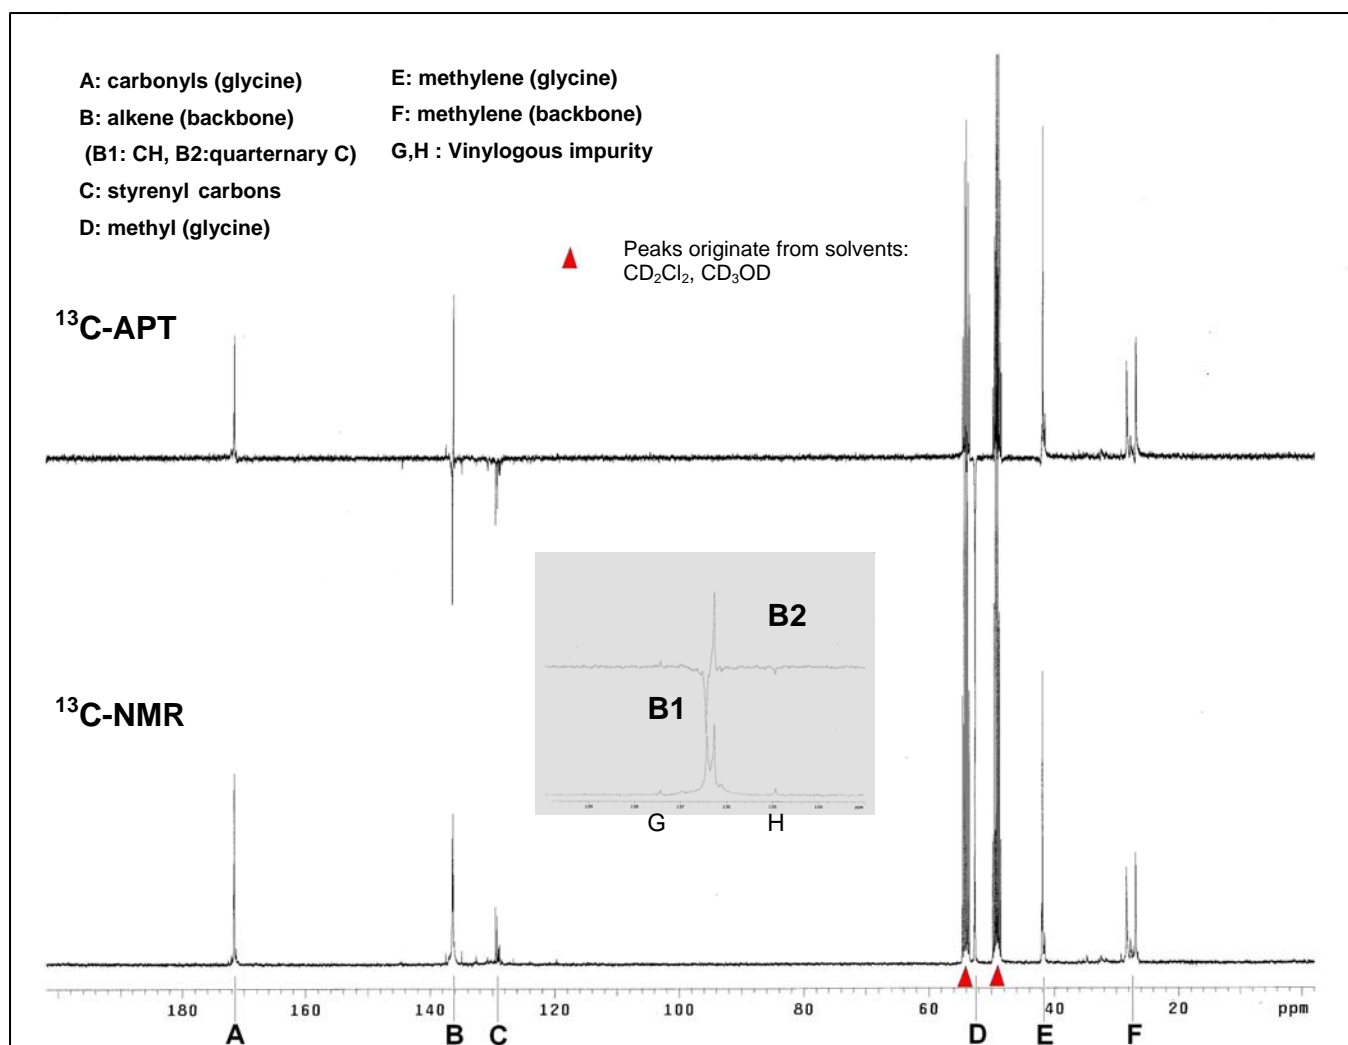 A: carbonyls (glycine)
B: alkene (backbone)
(B1: CH, B2:quarternary C)
C: styrenyl carbons
D: methyl (glycine)
E: methylene (glycine)
F: methylene (backbone)
G,H : Vinylogous impurity
Peaks originate from solvents:
CD₂Cl₂, CD₃OD
¹³C-APT
B2
B1
¹³C-NMR
G H
180 160 140 120 100 80 60 40 20 ppm
A B C D E F